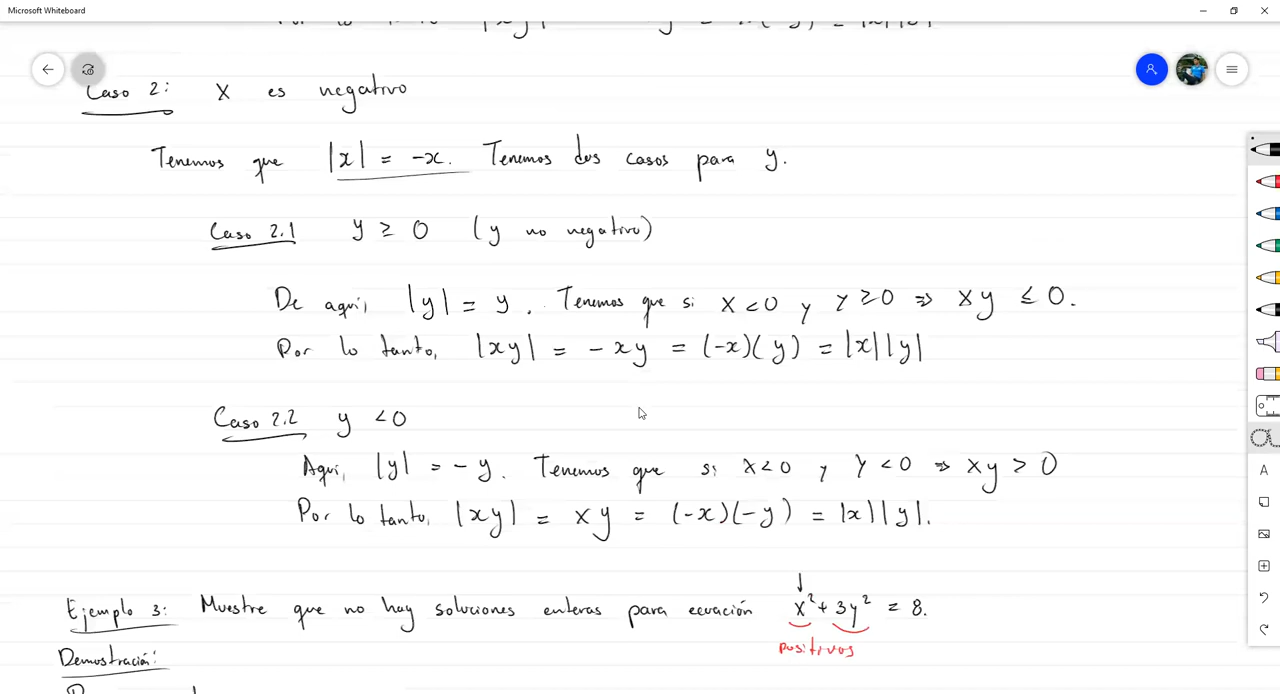 Microsoft Whiteboard
Por lo tanto
Caso 2: X es negativo
Tenemos que |x| = -x. Tenemos dos casos para y.
Caso 2.1 y ≥ 0 (y no negativo)
De aquí, |y| = y. Tenemos que si X < 0 y Y ≥ 0 ⇒ xy ≤ 0.
Por lo tanto, |xy| = -xy = (-x)(y) = |x||y|
Caso 2.2 y < 0
Aquí, |y| = -y. Tenemos que si x < 0 y Y < 0 ⇒ xy > 0
Por lo tanto, |xy| = xy = (-x)(-y) = |x||y|.
Ejemplo 3: Muestre que no hay soluciones enteras para ecuación x² + 3y² = 8.
positivos
Demostración: